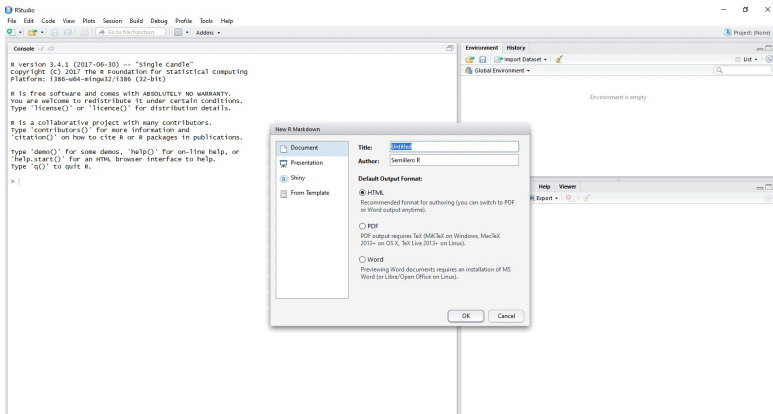 RStudio
File Edit Code View Plots Session Build Debug Profile Tools Help
Go to file/function Addins
Project: (None)
Console ~/
R version 3.4.1 (2017-06-30) -- "Single Candle"
Copyright (C) 2017 The R Foundation for Statistical Computing
Platform: i386-w64-mingw32/i386 (32-bit)
R is free software and comes with ABSOLUTELY NO WARRANTY.
You are welcome to redistribute it under certain conditions.
Type 'license()' or 'licence()' for distribution details.
R is a collaborative project with many contributors.
Type 'contributors()' for more information and
'citation()' on how to cite R or R packages in publications.
Type 'demo()' for some demos, 'help()' for on-line help, or
'help.start()' for an HTML browser interface to help.
Type 'q()' to quit R.
>
Environment History
Import Dataset List
Global Environment
Environment is empty
Help Viewer
Export
New R Markdown
Document
Presentation
Shiny
From Template
Title: Untitled
Author: Semillero R
Default Output Format:
HTML
Recommended format for authoring (you can switch to PDF
or Word output anytime).
PDF
PDF output requires TeX (MiKTeX on Windows, MacTeX
2013+ on OS X, TeX Live 2013+ on Linux).
Word
Previewing Word documents requires an installation of MS
Word (or Libre/Open Office on Linux).
OK Cancel